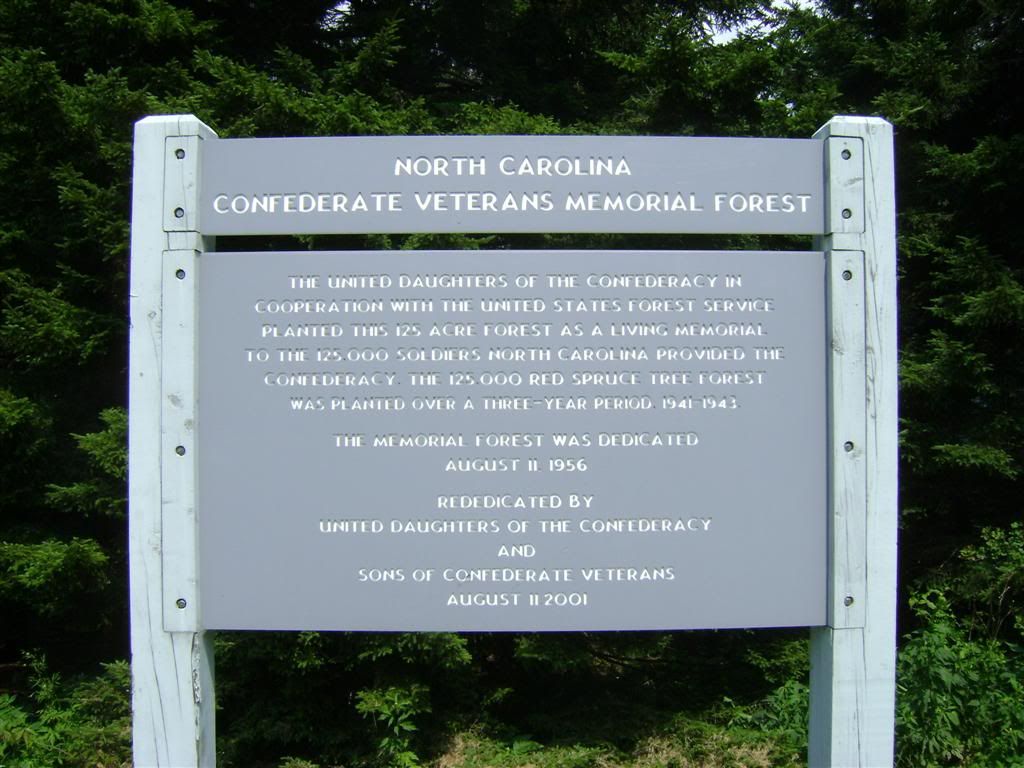 NORTH CAROLINA
CONFEDERATE VETERANS MEMORIAL FOREST
THE UNITED DAUGHTERS OF THE CONFEDERACY IN
COOPERATION WITH THE UNITED STATES FOREST SERVICE
PLANTED THIS 125 ACRE FOREST AS A LIVING MEMORIAL
TO THE 125,000 SOLDIERS NORTH CAROLINA PROVIDED THE
CONFEDERACY. THE 125,000 RED SPRUCE TREE FOREST
WAS PLANTED OVER A THREE-YEAR PERIOD, 1941-1943.
THE MEMORIAL FOREST WAS DEDICATED
AUGUST 11, 1956
REDEDICATED BY
UNITED DAUGHTERS OF THE CONFEDERACY
AND
SONS OF CONFEDERATE VETERANS
AUGUST 11 2001